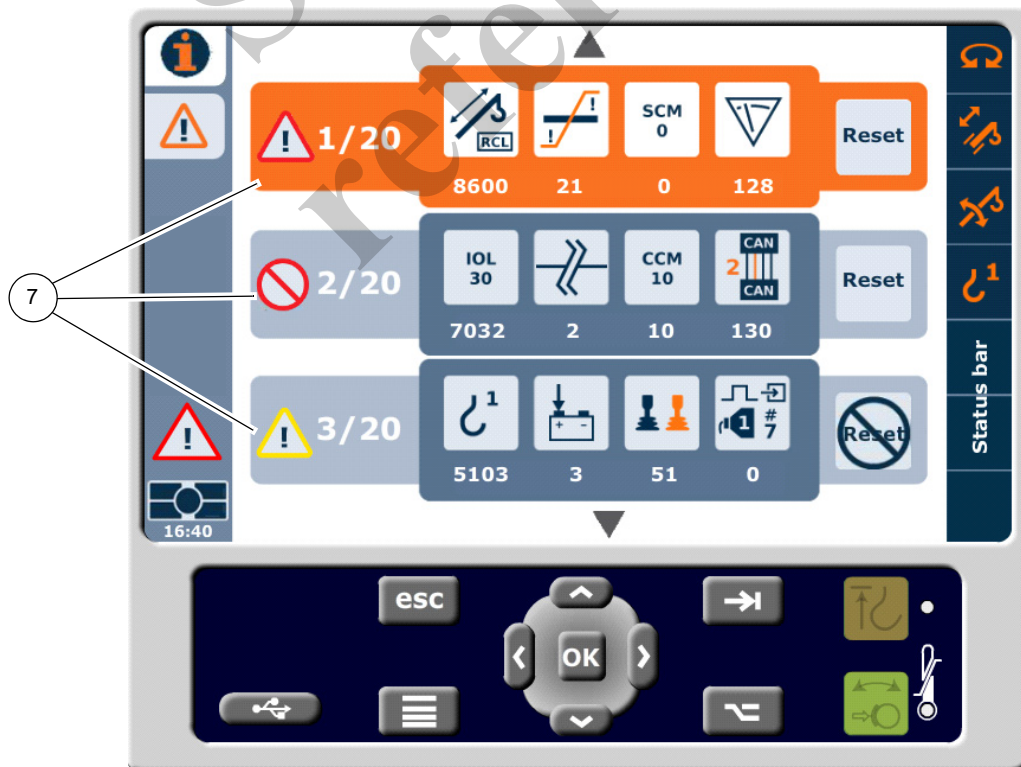 refe
1/20
RCL
8600
! !
21
SCM
0
0
128
Reset
IOL
30
2/20
7032
2
CCM
10
10
CAN
2
CAN
130
Reset
7
3/20
1
5103
+ -
3
51
1 #
7
0
Reset
1
Status bar
16:40
esc
OK